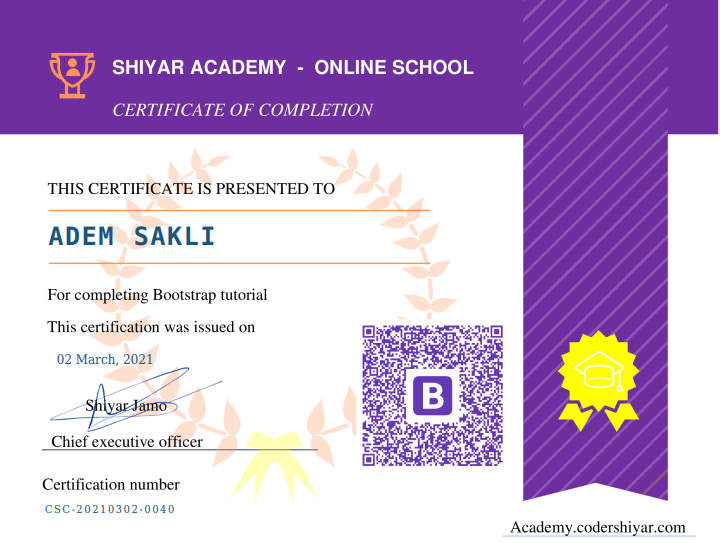 SHIYAR ACADEMY - ONLINE SCHOOL
CERTIFICATE OF COMPLETION
THIS CERTIFICATE IS PRESENTED TO
ADEM SAKLI
For completing Bootstrap tutorial
This certification was issued on
02 March, 2021
Shiyar Jamo
Chief executive officer
B
Certification number
CSC-20210302-0040
Academy.codershiyar.com